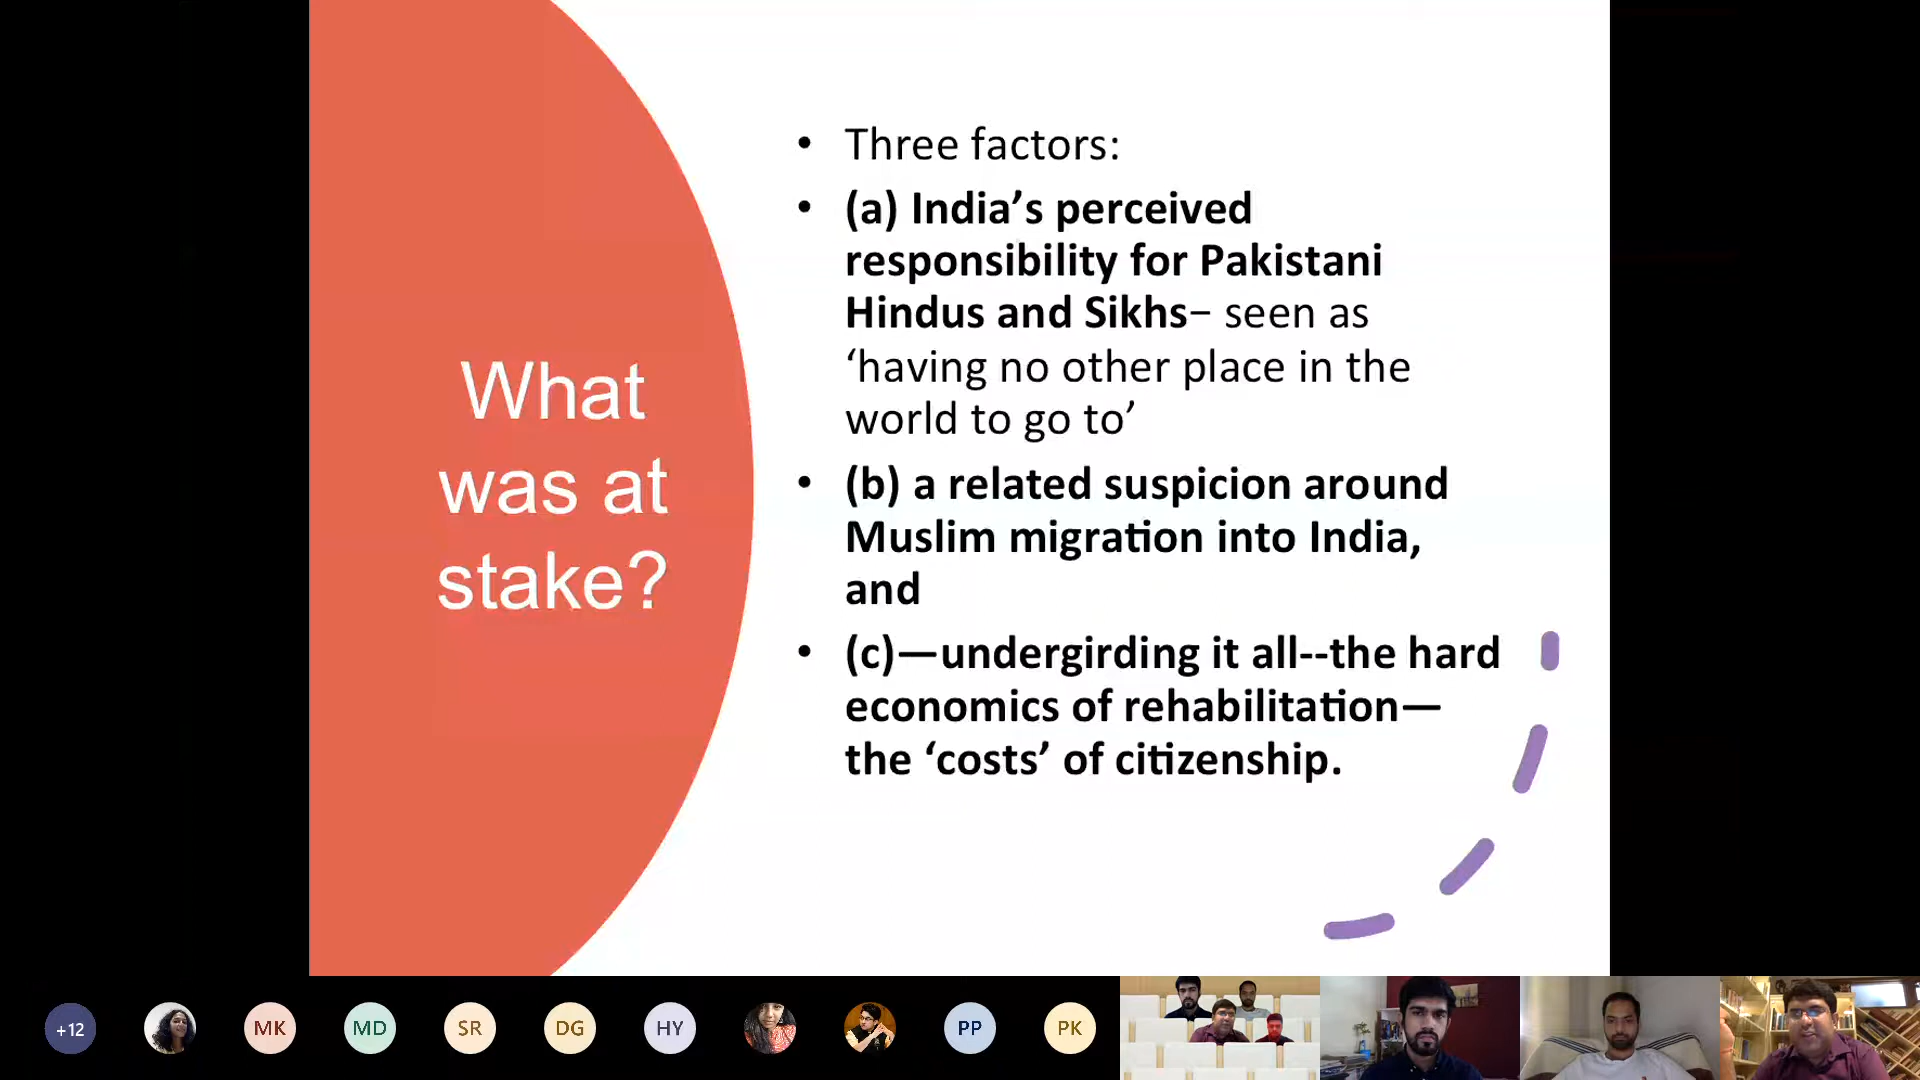 What
was at
stake?
• Three factors:
• (a) India’s perceived
responsibility for Pakistani
Hindus and Sikhs– seen as
‘having no other place in the
world to go to’
• (b) a related suspicion around
Muslim migration into India,
and
• (c)—undergirding it all--the hard
economics of rehabilitation—
the ‘costs’ of citizenship.
+12
MK
MD
SR
DG
HY
PP
PK